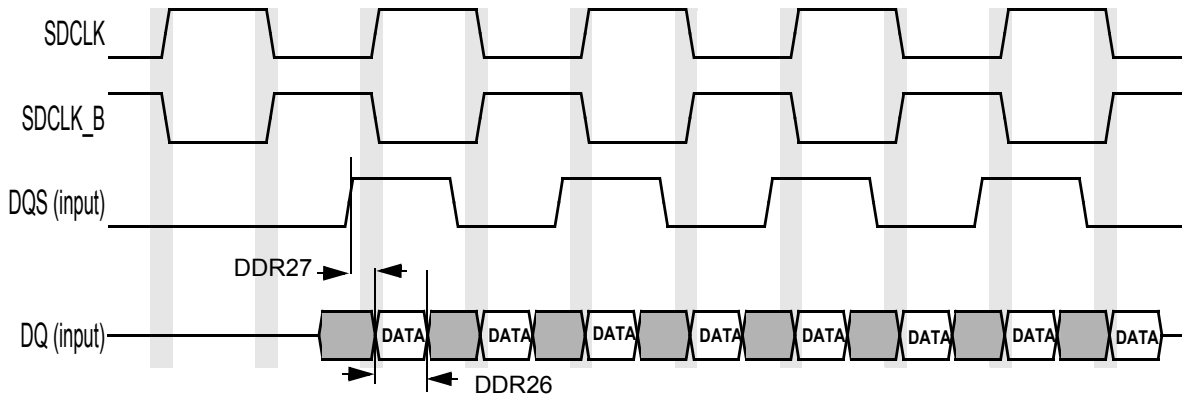 SDCLK
SDCLK_B
DQS (input)
DDR27
DQ (input) DATA DATA DATA DATA DATA DATA DATA DATA
DDR26